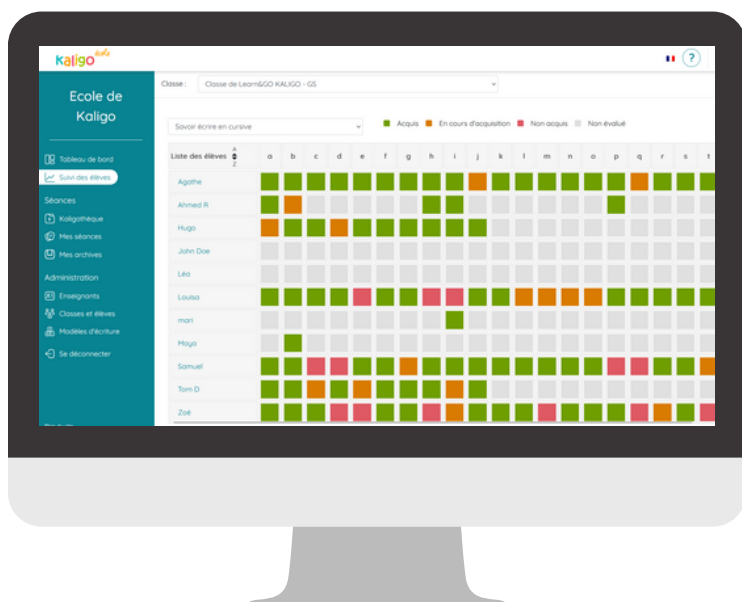 kaligo école
?
Ecole de
Kaligo
Tableau de bord
Suivi des élèves
Séances
Kaligothèque
Mes séances
Mes archives
Administration
Enseignants
Classes et élèves
Modèles d'écriture
Se déconnecter
Classe : Classe de Learn&GO KALIGO - GS
Savoir écrire en cursive
Acquis En cours d'acquisition Non acquis Non évalué
Liste des élèves A Z a b c d e f g h i j k l m n o p q r s t
Agathe
Ahmed R
Hugo
John Doe
Léa
Louisa
mari
Maya
Samuel
Tom D
Zoé